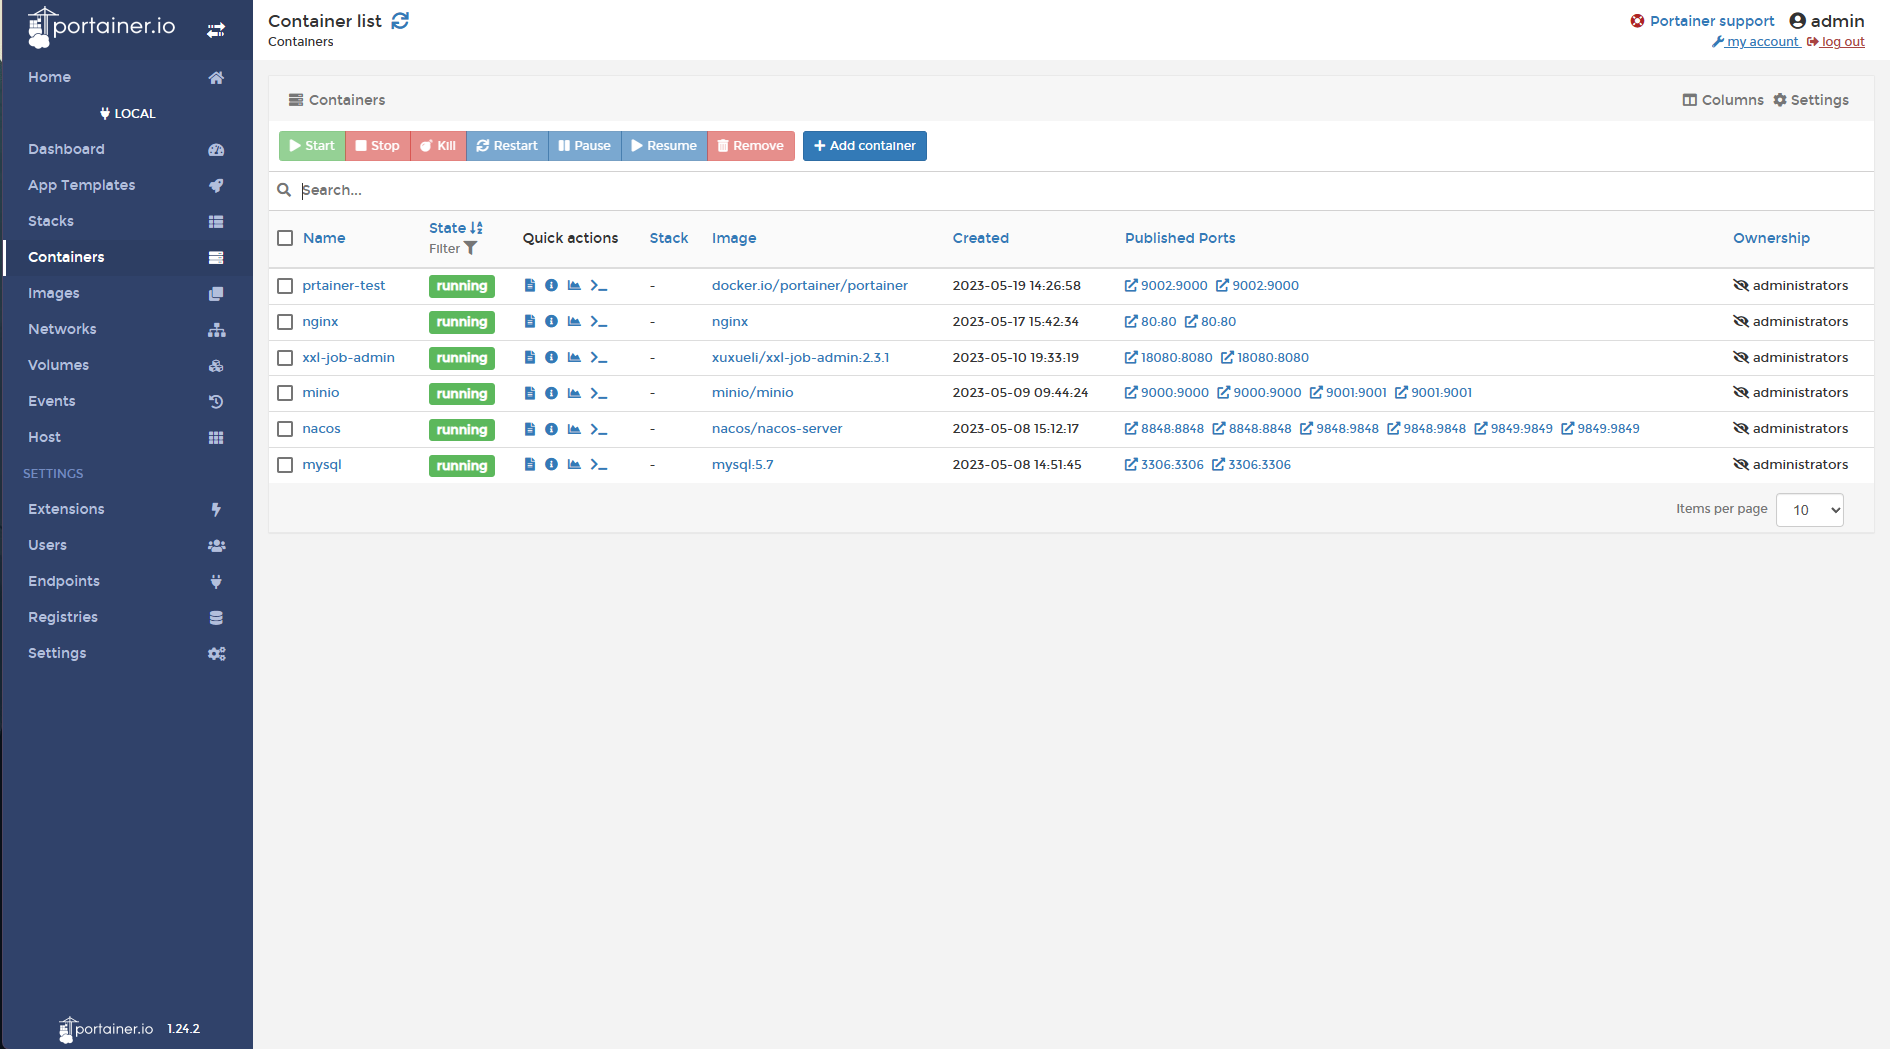 portainer.io
Container list
Containers
Portainer support admin
my account log out
Home
LOCAL
Dashboard
App Templates
Stacks
Containers
Images
Networks
Volumes
Events
Host
SETTINGS
Extensions
Users
Endpoints
Registries
Settings
portainer.io 1.24.2
Containers Columns Settings
Start Stop Kill Restart Pause Resume Remove Add container
Search...
Name State Filter Quick actions Stack Image Created Published Ports Ownership
prtainer-test running - docker.io/portainer/portainer 2023-05-19 14:26:58 9002:9000 9002:9000 administrators
nginx running - nginx 2023-05-17 15:42:34 80:80 80:80 administrators
xxl-job-admin running - xuxueli/xxl-job-admin:2.3.1 2023-05-10 19:33:19 18080:8080 18080:8080 administrators
minio running - minio/minio 2023-05-09 09:44:24 9000:9000 9000:9000 9001:9001 9001:9001 administrators
nacos running - nacos/nacos-server 2023-05-08 15:12:17 8848:8848 8848:8848 9848:9848 9848:9848 9849:9849 9849:9849 administrators
mysql running - mysql:5.7 2023-05-08 14:51:45 3306:3306 3306:3306 administrators
Items per page 10